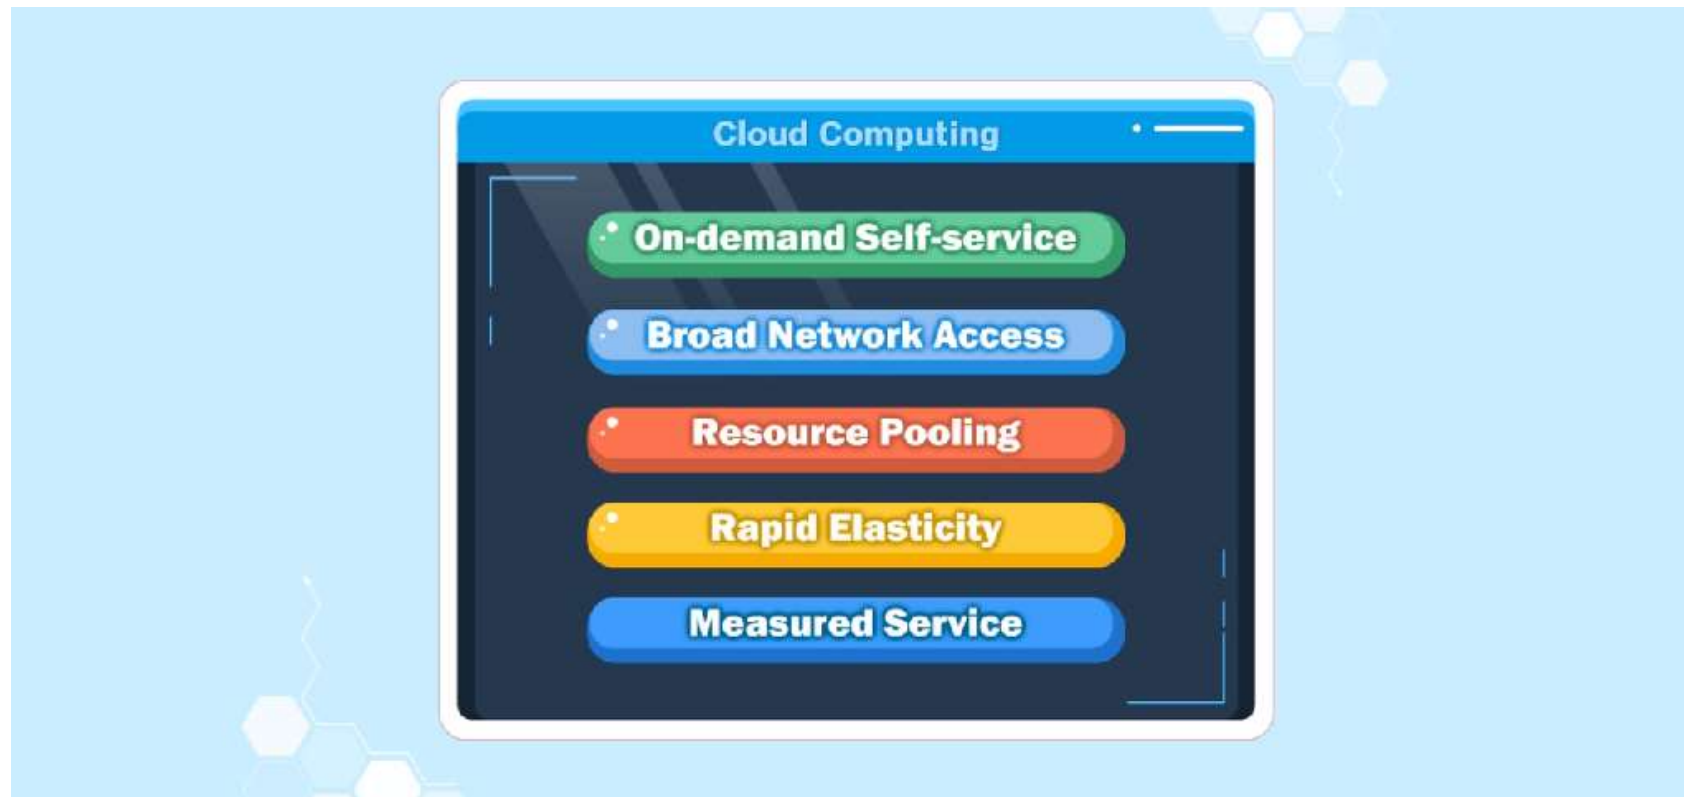 Cloud Computing
On-demand Self-service
Broad Network Access
Resource Pooling
Rapid Elasticity
Measured Service